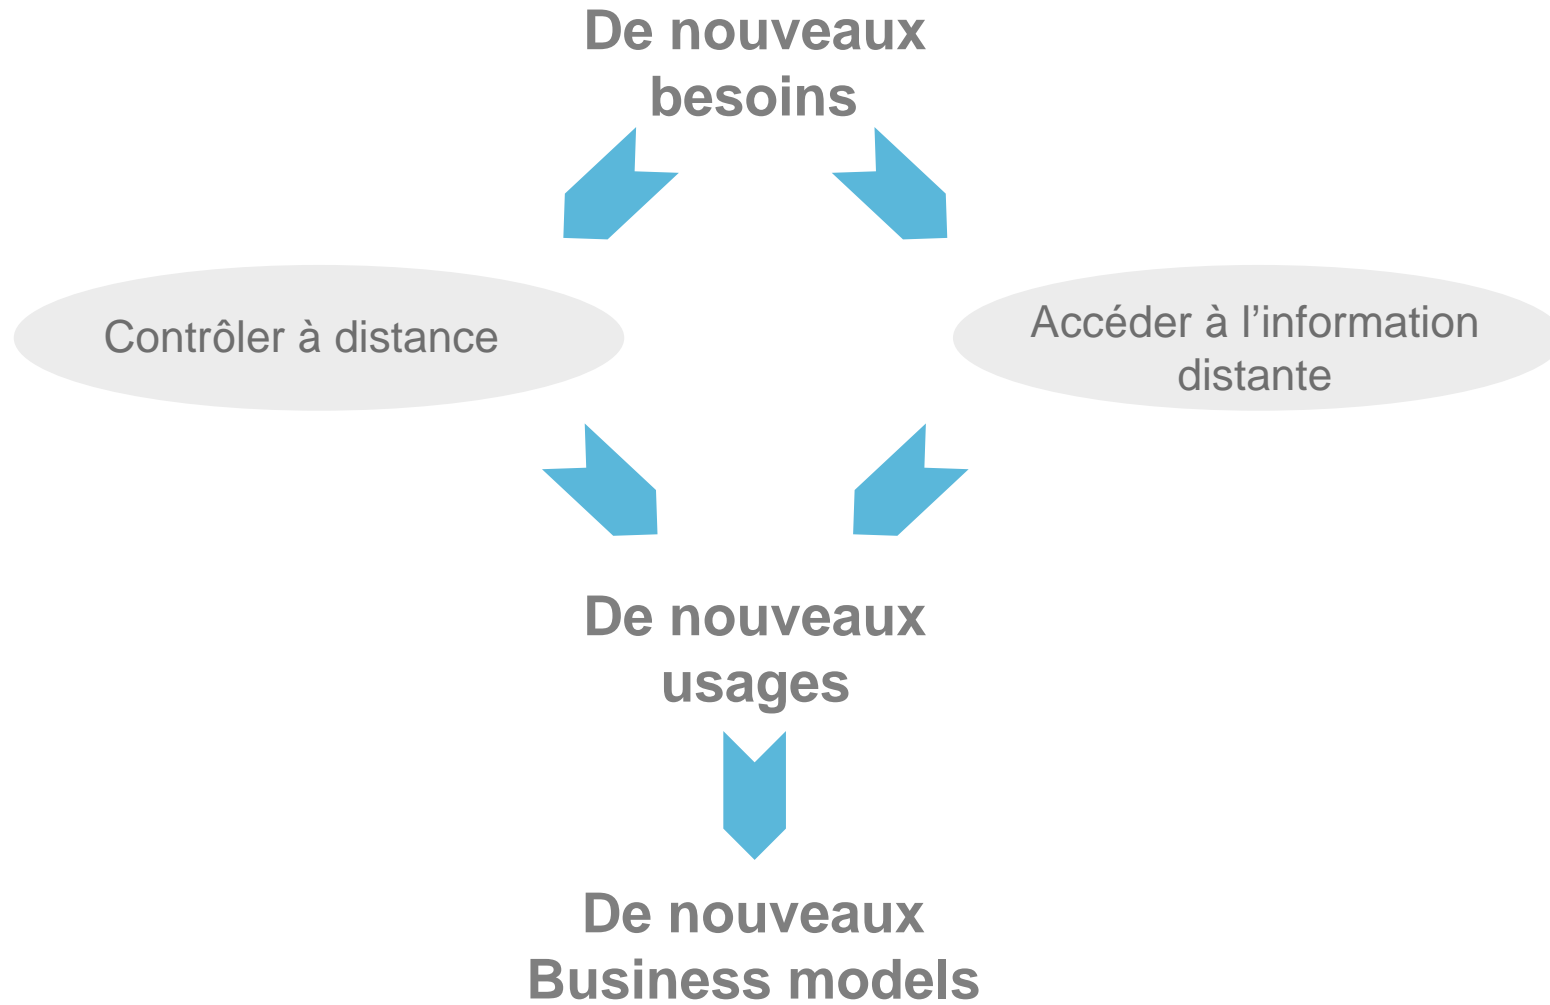 De nouveaux
besoins
Contrôler à distance
Accéder à l’information
distante
De nouveaux
usages
De nouveaux
Business models